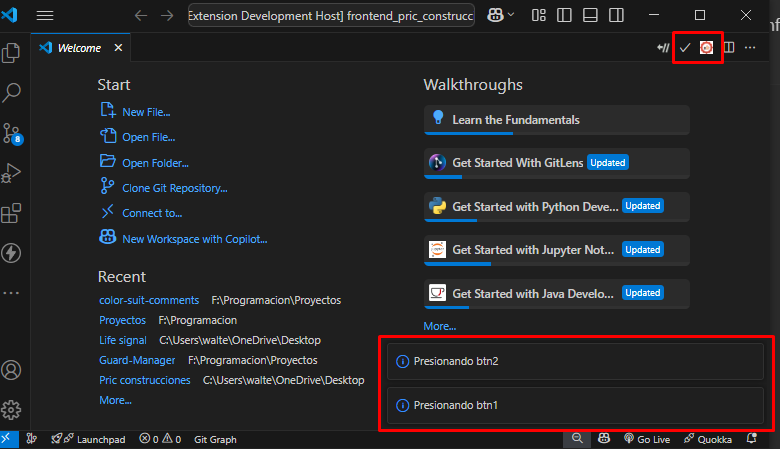 [Extension Development Host] frontend_pric_construcc
Welcome
Start
New File...
Open File...
Open Folder...
Clone Git Repository...
Connect to...
New Workspace with Copilot...
Recent
color-suit-comments F:\Programacion\Proyectos
Proyectos F:\Programacion
Life signal C:\Users\walte\OneDrive\Desktop
Guard-Manager F:\Programacion\Proyectos
Pric construcciones C:\Users\walte\OneDrive\Desktop
More...
Walkthroughs
Learn the Fundamentals
Get Started With GitLens Updated
Get Started with Python Deve... Updated
Get Started with Jupyter Not... Updated
Get Started with Java Develo... Updated
More...
Presionando btn2
Presionando btn1
8
Launchpad 0 0 Git Graph Go Live Quokka